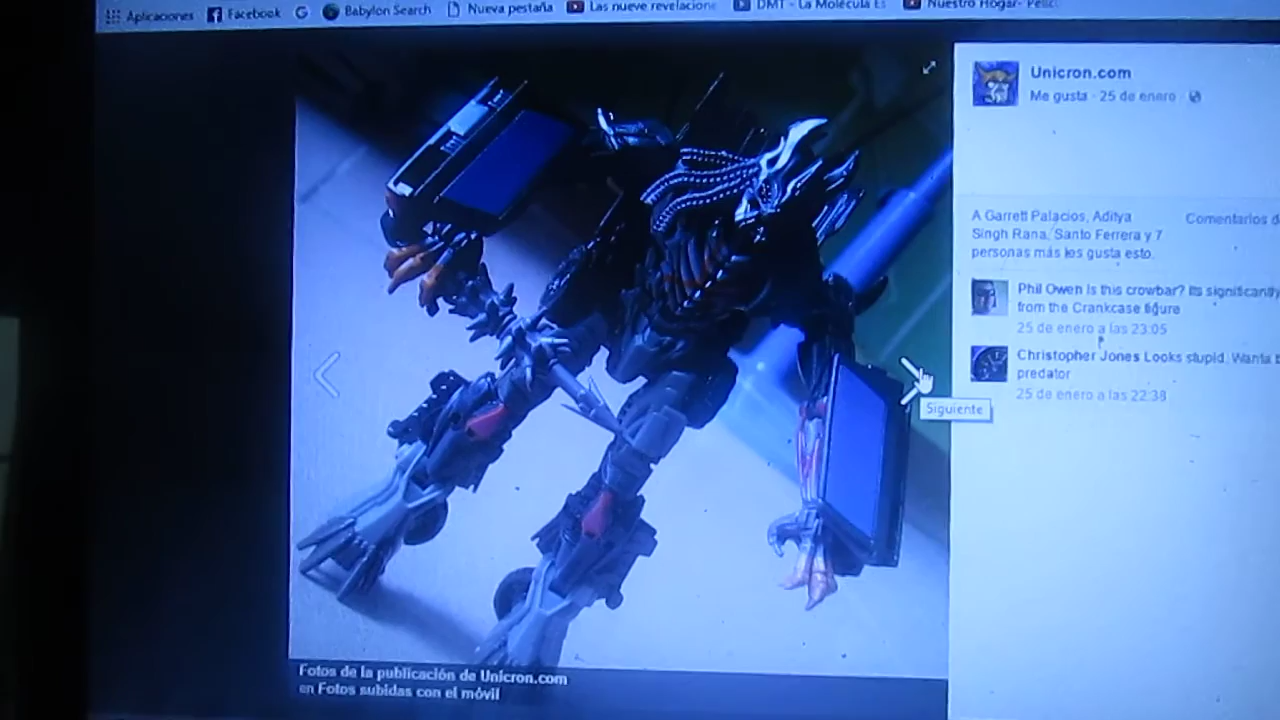 Aplicaciones Facebook G Babylon Search Nueva pestaña Las nueve revelacione DMT - La Molécula Es Nuestro Hogar-
Unicron.com
Me gusta · 25 de enero
A Garrett Palacios, Aditya
Singh Rana, Santo Ferrera y 7
personas más les gusta esto.
Comentarios d
Phil Owen Is this crowbar? Its significantly
from the Crankcase figure
25 de enero a las 23:05
Christopher Jones Looks stupid. Wanta b
predator
25 de enero a las 22:38
Siguiente
Fotos de la publicación de Unicron.com
en Fotos subidas con el móvil